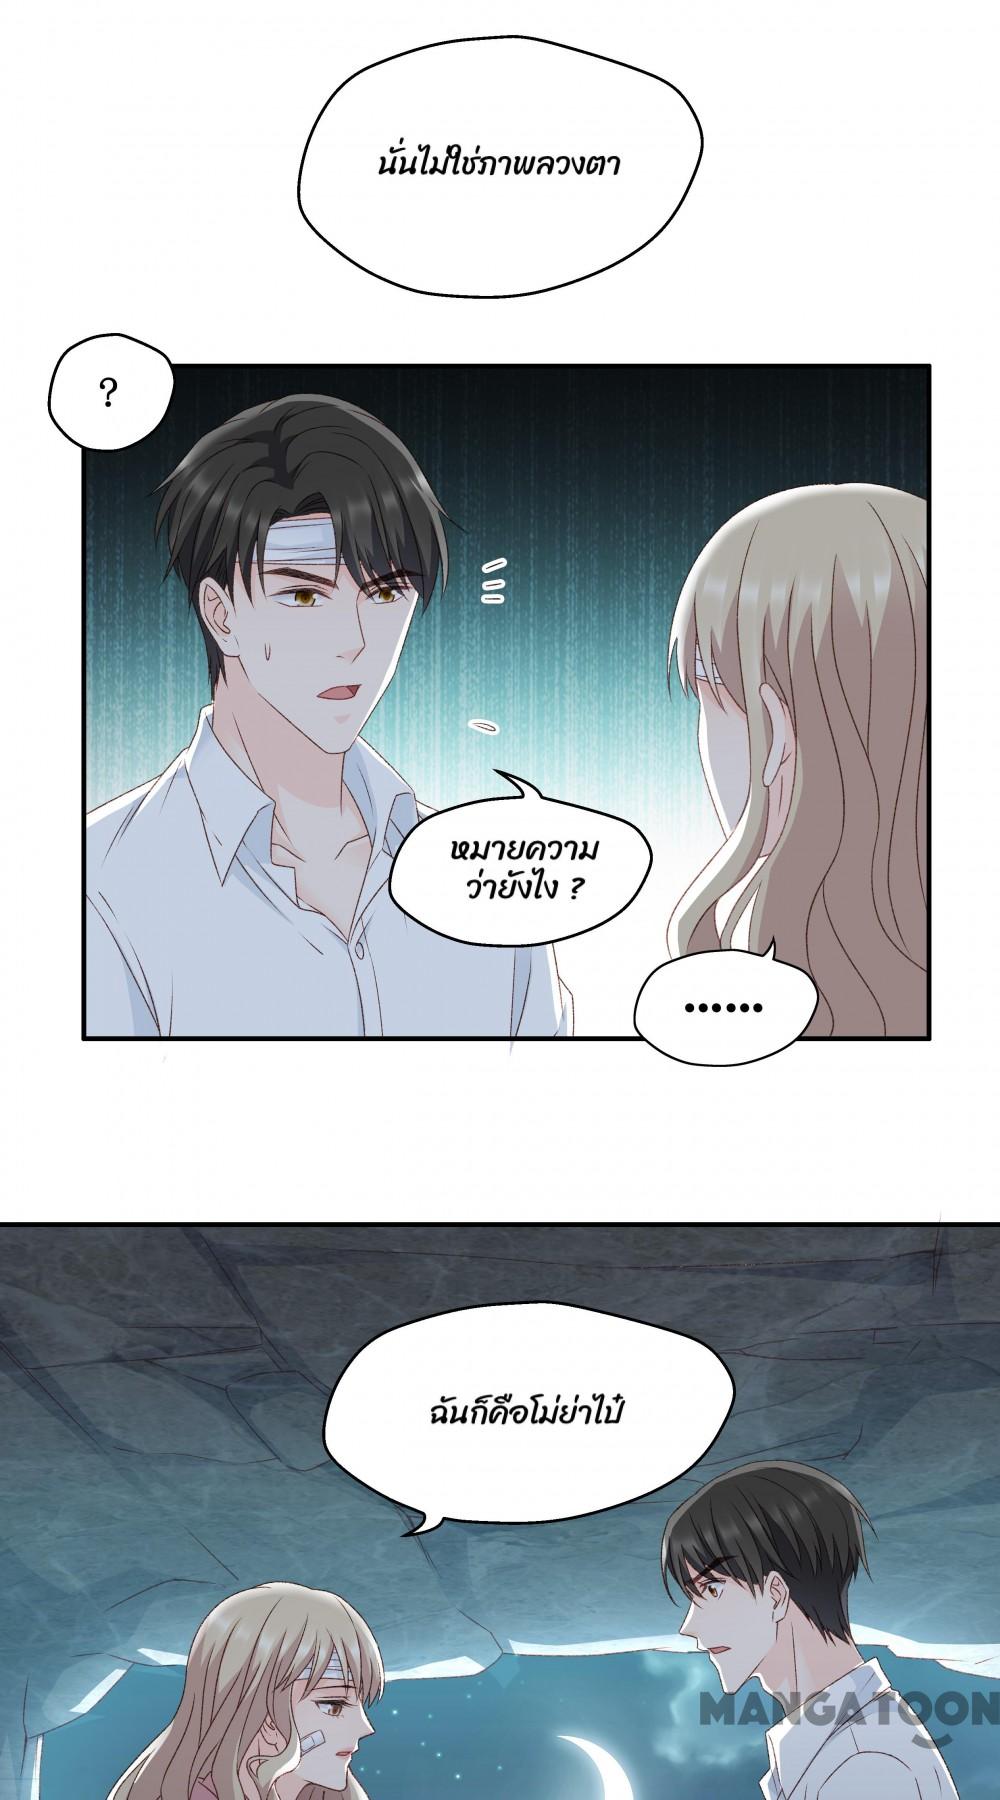 นั่นไม่ใช่ภาพลวงตา
?
หมายความ
ว่ายังไง ?
••••••
ฉันก็คือโม่ย่าไป๋
MANGATOON